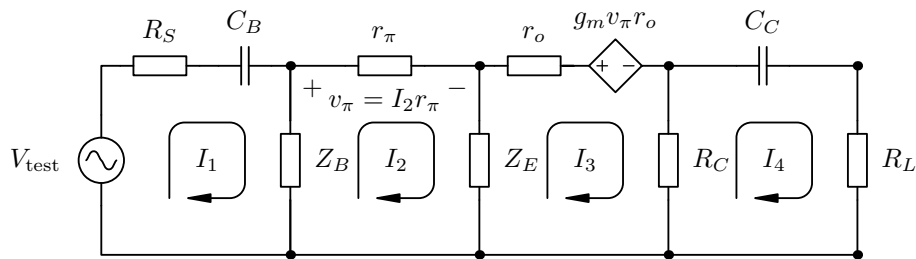 R_S
C_B
r_π
r_o
g_m v_π r_o
C_C
+ v_π = I_2 r_π −
+ −
V_test
I_1
Z_B
I_2
Z_E
I_3
R_C
I_4
R_L